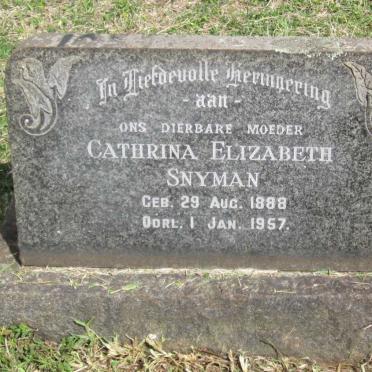 In Liefdevolle Herinnering
- aan -
ONS DIERBARE MOEDER
CATHRINA ELIZABETH
SNYMAN
GEB. 29 AUG. 1888
OORL. 1 JAN. 1957.